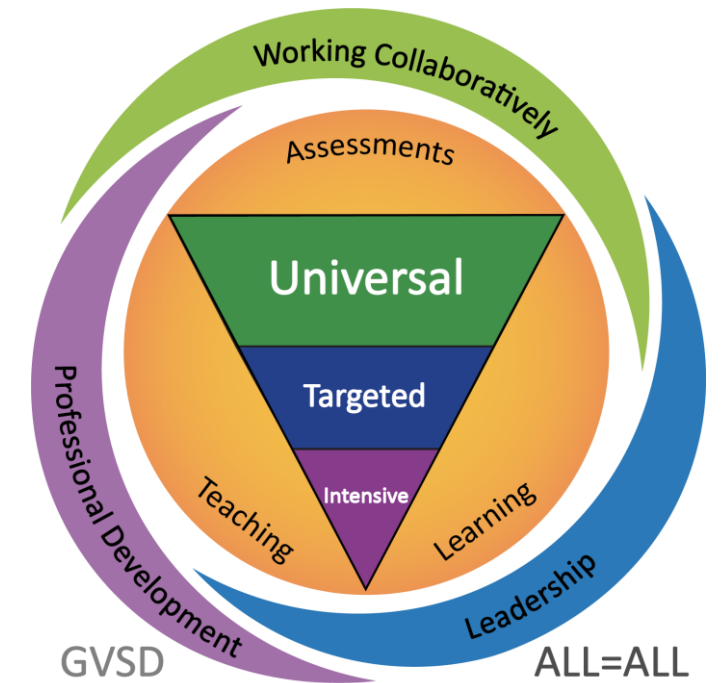 Working Collaboratively
Assessments
Universal
Targeted
Intensive
Teaching
Learning
Professional Development
Leadership
GVSD
ALL=ALL